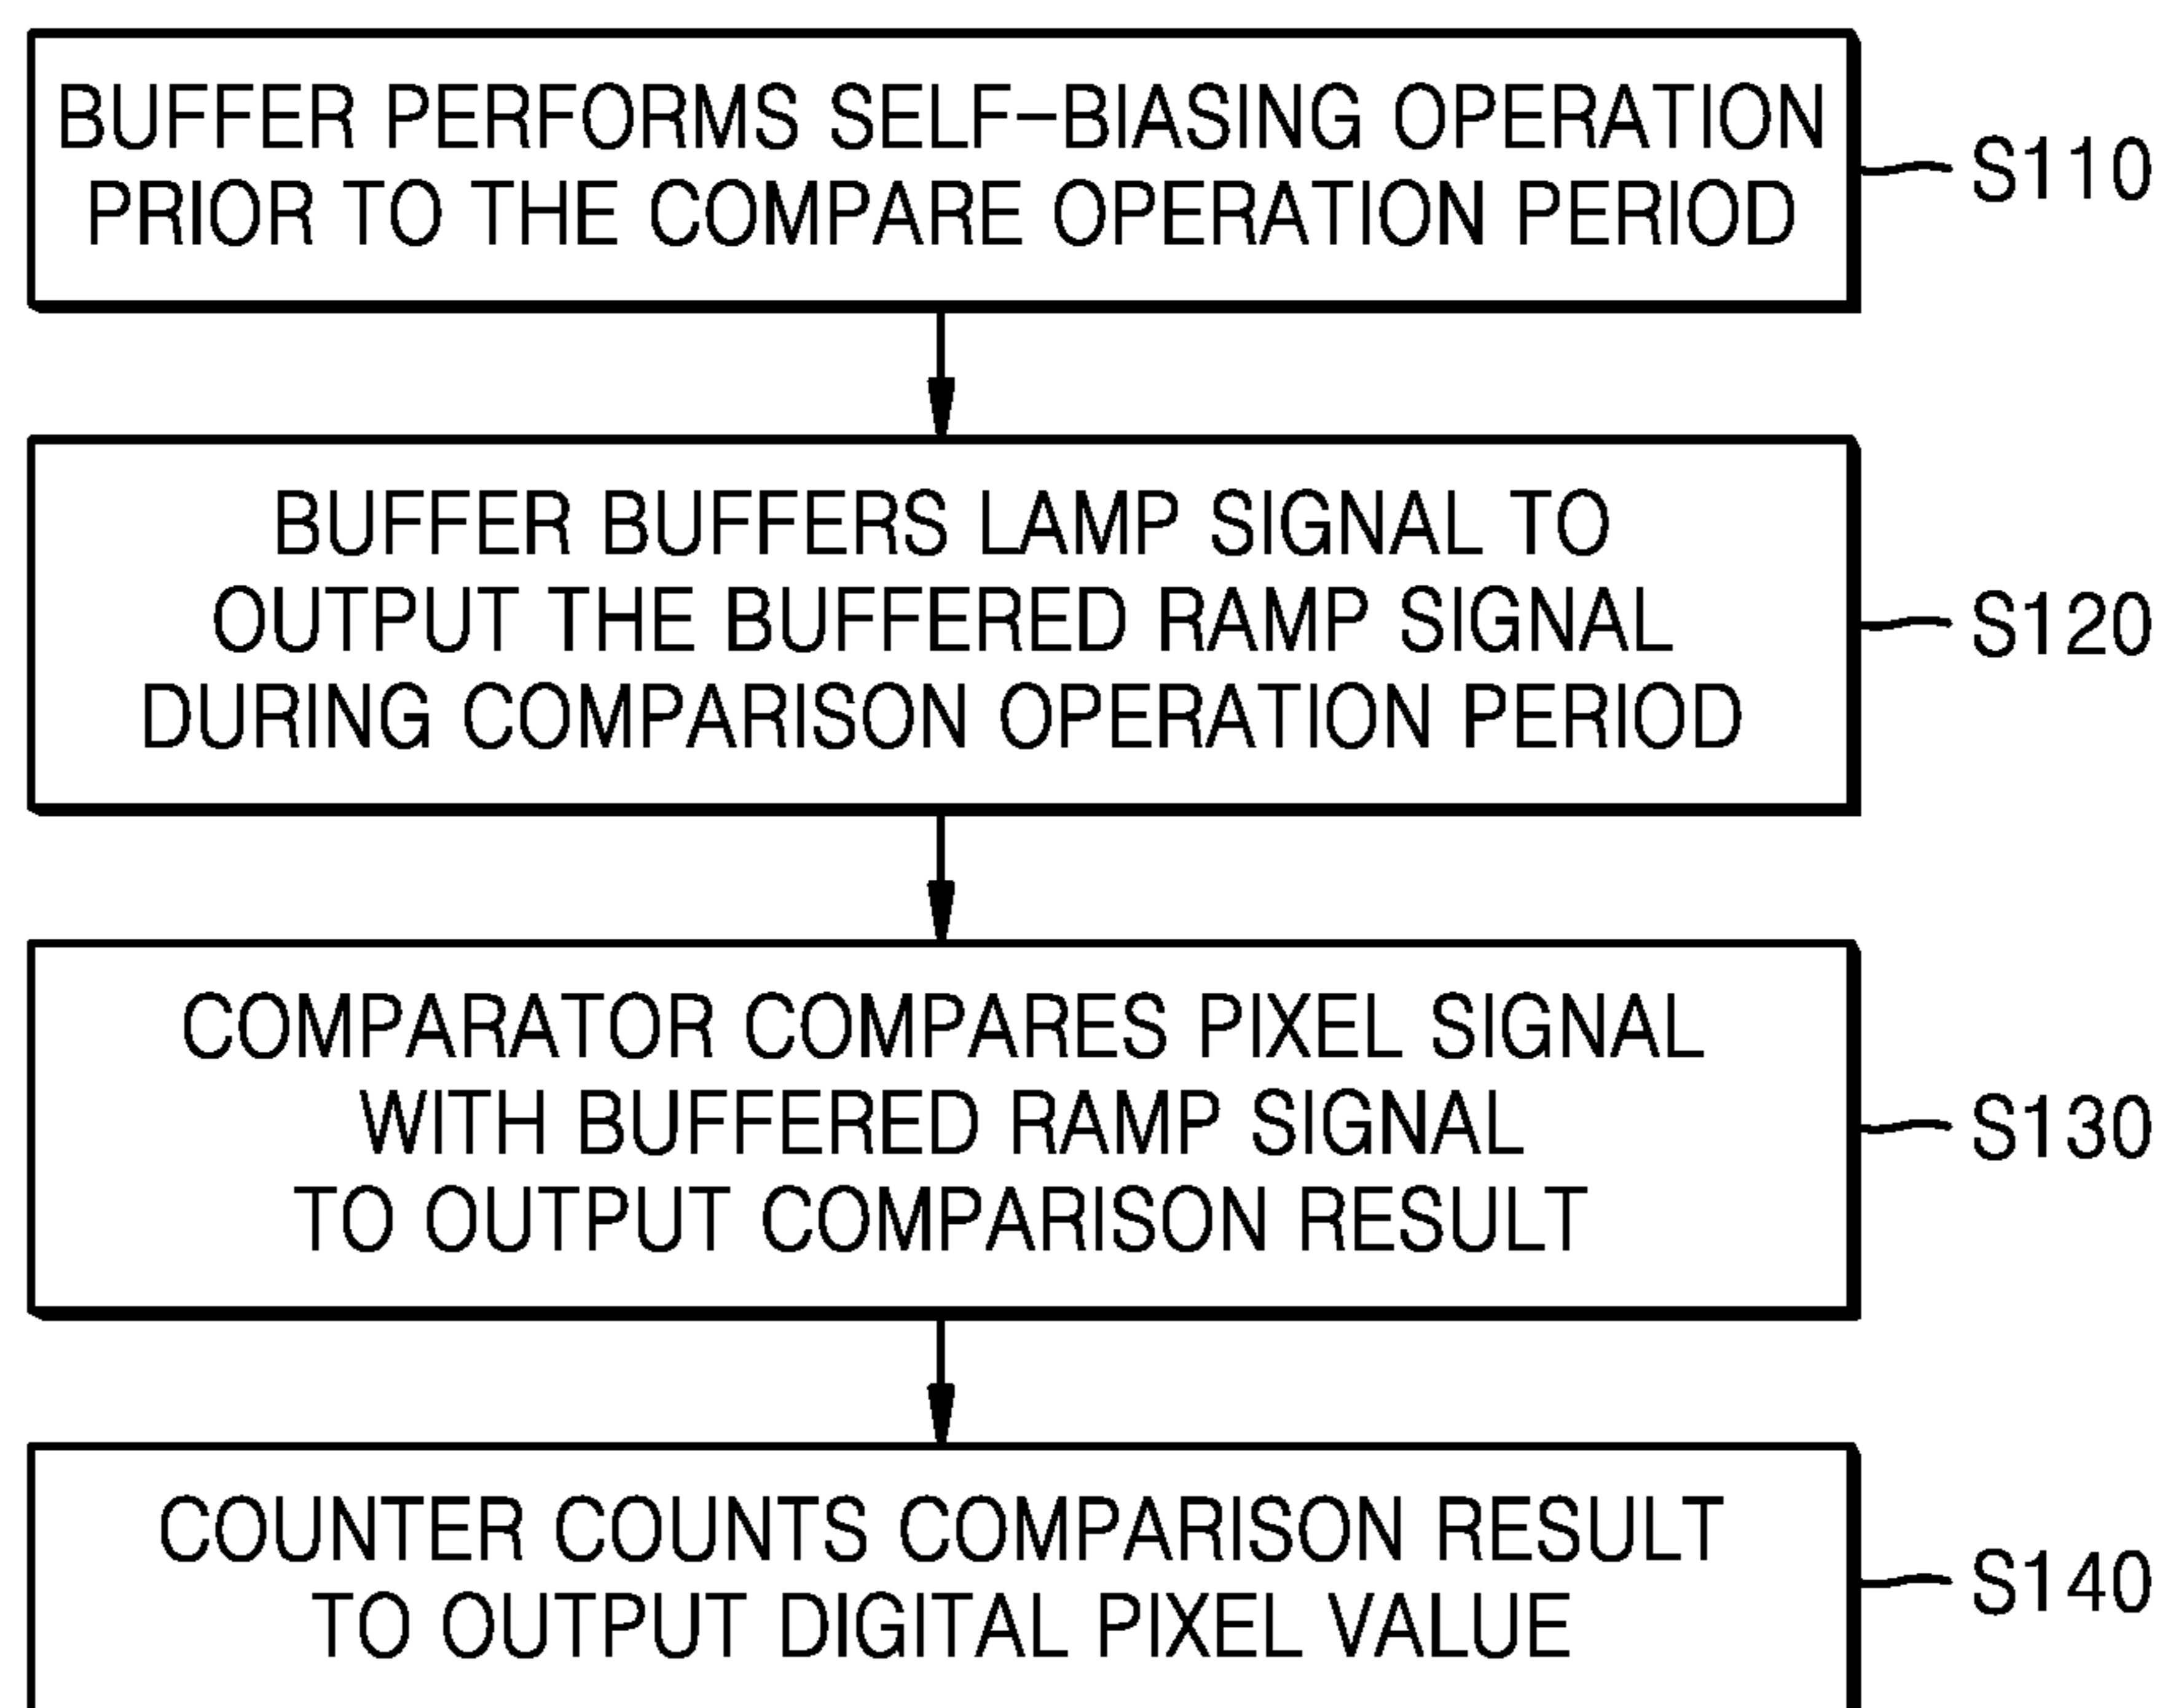 BUFFER PERFORMS SELF-BIASING OPERATION
PRIOR TO THE COMPARE OPERATION PERIOD
S110
BUFFER BUFFERS LAMP SIGNAL TO
OUTPUT THE BUFFERED RAMP SIGNAL
DURING COMPARISON OPERATION PERIOD
S120
COMPARATOR COMPARES PIXEL SIGNAL
WITH BUFFERED RAMP SIGNAL
TO OUTPUT COMPARISON RESULT
S130
COUNTER COUNTS COMPARISON RESULT
TO OUTPUT DIGITAL PIXEL VALUE
S140